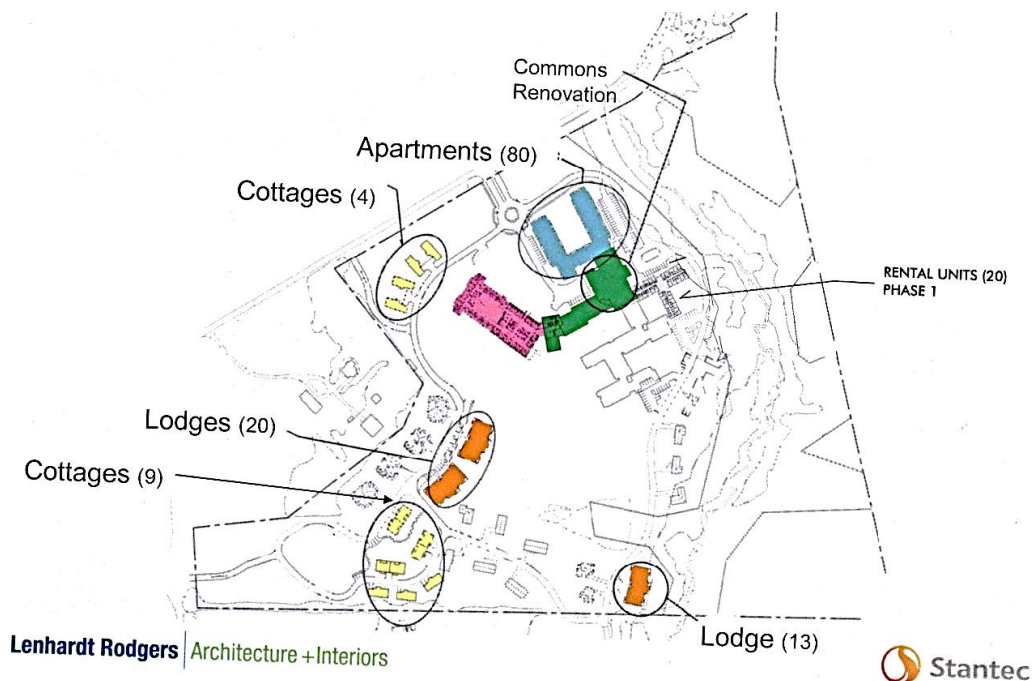 Commons
Renovation
Apartments (80)
Cottages (4)
RENTAL UNITS (20)
PHASE 1
Lodges (20)
Cottages (9)
Lodge (13)
Lenhardt Rodgers Architecture + Interiors
Stantec